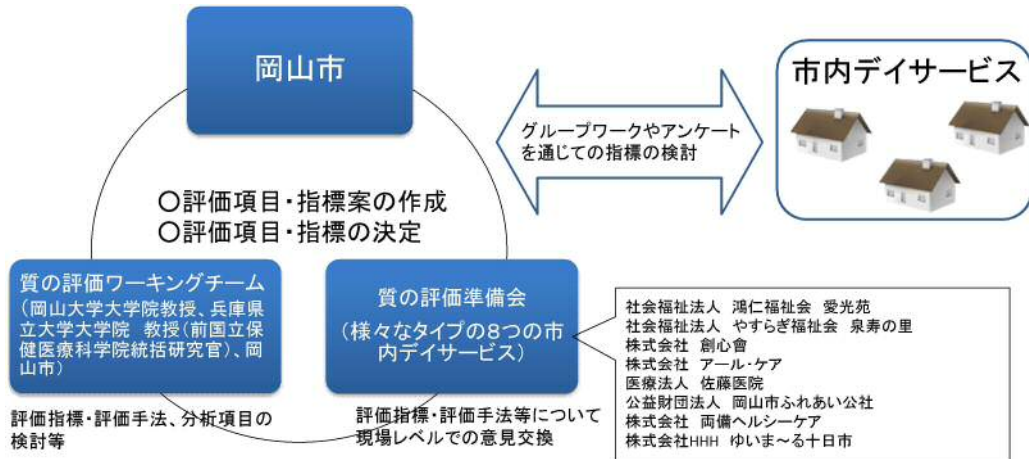 岡山市
市内デイサービス
グループワークやアンケート
を通じての指標の検討
〇評価項目・指標案の作成
〇評価項目・指標の決定
質の評価ワーキングチーム
(岡山大学大学院教授、兵庫県
立大学大学院 教授(前国立保
健医療科学院統括研究官)、岡
山市)
質の評価準備会
(様々なタイプの8つの市
内デイサービス)
社会福祉法人 鴻仁福祉会 愛光苑
社会福祉法人 やすらぎ福祉会 泉寿の里
株式会社 創心會
株式会社 アール・ケア
医療法人 佐藤医院
公益財団法人 岡山市ふれあい公社
株式会社 両備ヘルシーケア
株式会社HHH ゆいま~る十日市
評価指標・評価手法、分析項目の
検討等
評価指標・評価手法等について
現場レベルでの意見交換